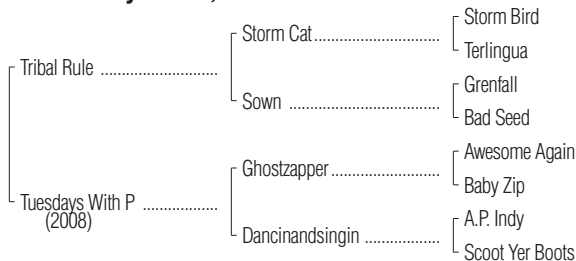 Storm Bird
Storm Cat
Terlingua
Tribal Rule
Grenfall
Sown
Bad Seed
Awesome Again
Ghostzapper
Baby Zip
Tuesdays With P
(2008)
A.P. Indy
Dancinandsingin
Scoot Yer Boots